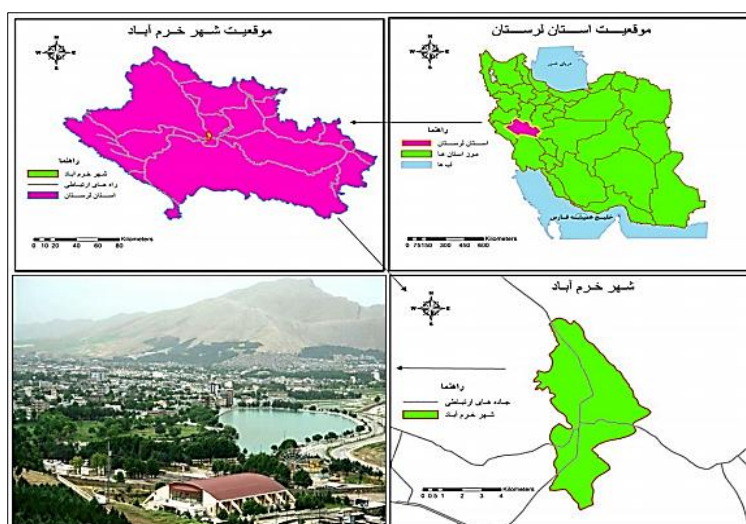 موقعیت استان لرستان
N
W
E
S
دریای خزر
راهنما
استان لرستان
مرز استان ها
آب ها
خلیج همیشه فارس
Kilometers
0 75150 300 450 600
موقعیت شهر خرم آباد
N
W
E
S
راهنما
شهر خرم آباد
راه های ارتباطی
استان لرستان
Kilometers
0 10 20 40 60 80
شهر خرم آباد
N
W
E
S
راهنما
جاده های ارتباطی
شهر خرم آباد
Kilometers
0 0.5 1 2 3 4